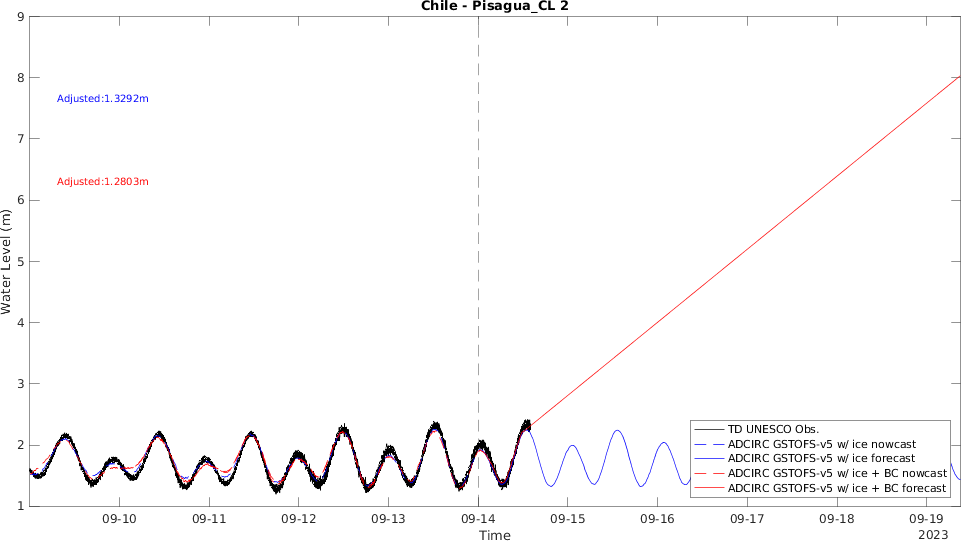 Chile - Pisagua_CL 2
9
8
7
6
5
4
3
2
1
Water Level (m)
Adjusted:1.3292m
Adjusted:1.2803m
TD UNESCO Obs.
ADCIRC GSTOFS-v5 w/ ice nowcast
ADCIRC GSTOFS-v5 w/ ice forecast
ADCIRC GSTOFS-v5 w/ ice + BC nowcast
ADCIRC GSTOFS-v5 w/ ice + BC forecast
09-10 09-11 09-12 09-13 09-14 09-15 09-16 09-17 09-18 09-19
Time
2023